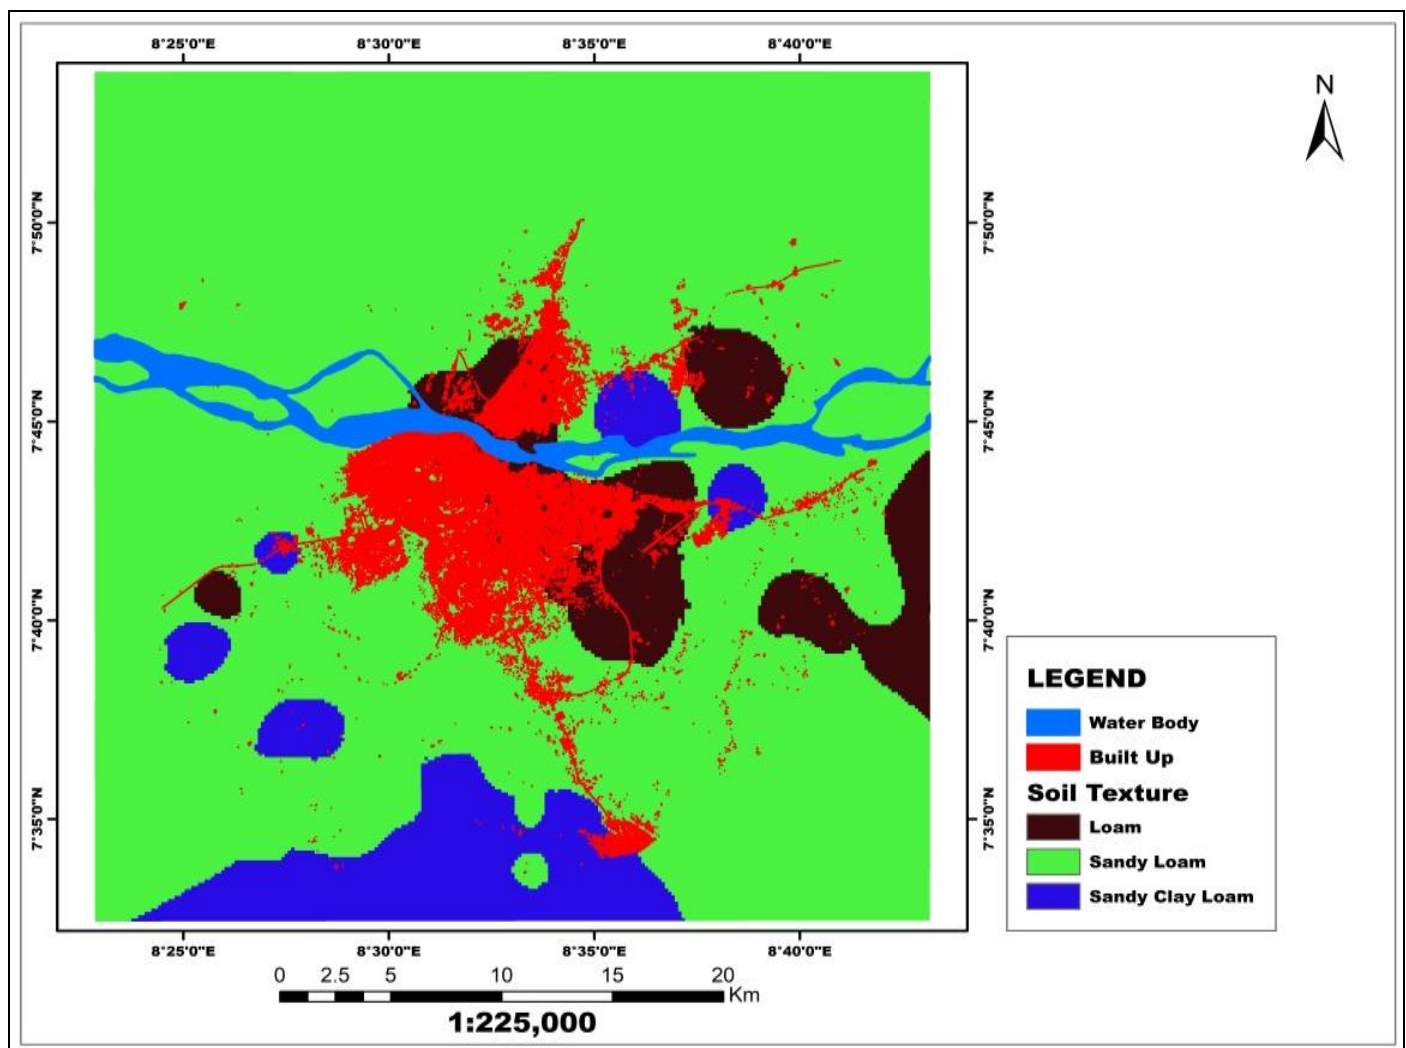 8°25'0"E 8°30'0"E 8°35'0"E 8°40'0"E
N
7°50'0"N 7°50'0"N
7°45'0"N 7°45'0"N
7°40'0"N 7°40'0"N
LEGEND
Water Body
Built Up
Soil Texture
Loam
Sandy Loam
Sandy Clay Loam
7°35'0"N 7°35'0"N
8°25'0"E 8°30'0"E 8°35'0"E 8°40'0"E
0 2.5 5 10 15 20
Km
1:225,000